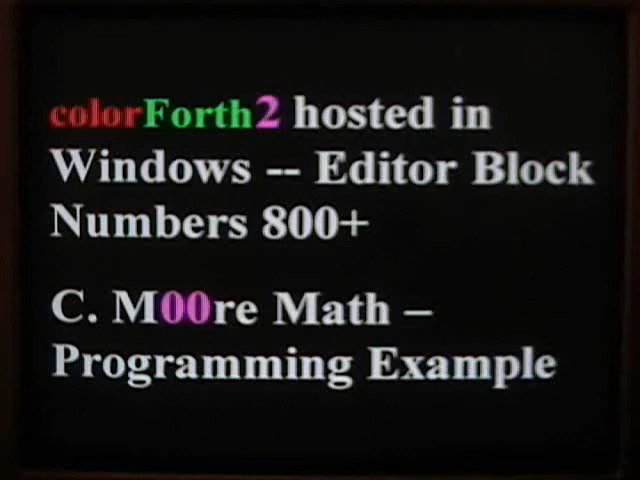 colorForth2 hosted in
Windows -- Editor Block
Numbers 800+
C. M00re Math –
Programming Example